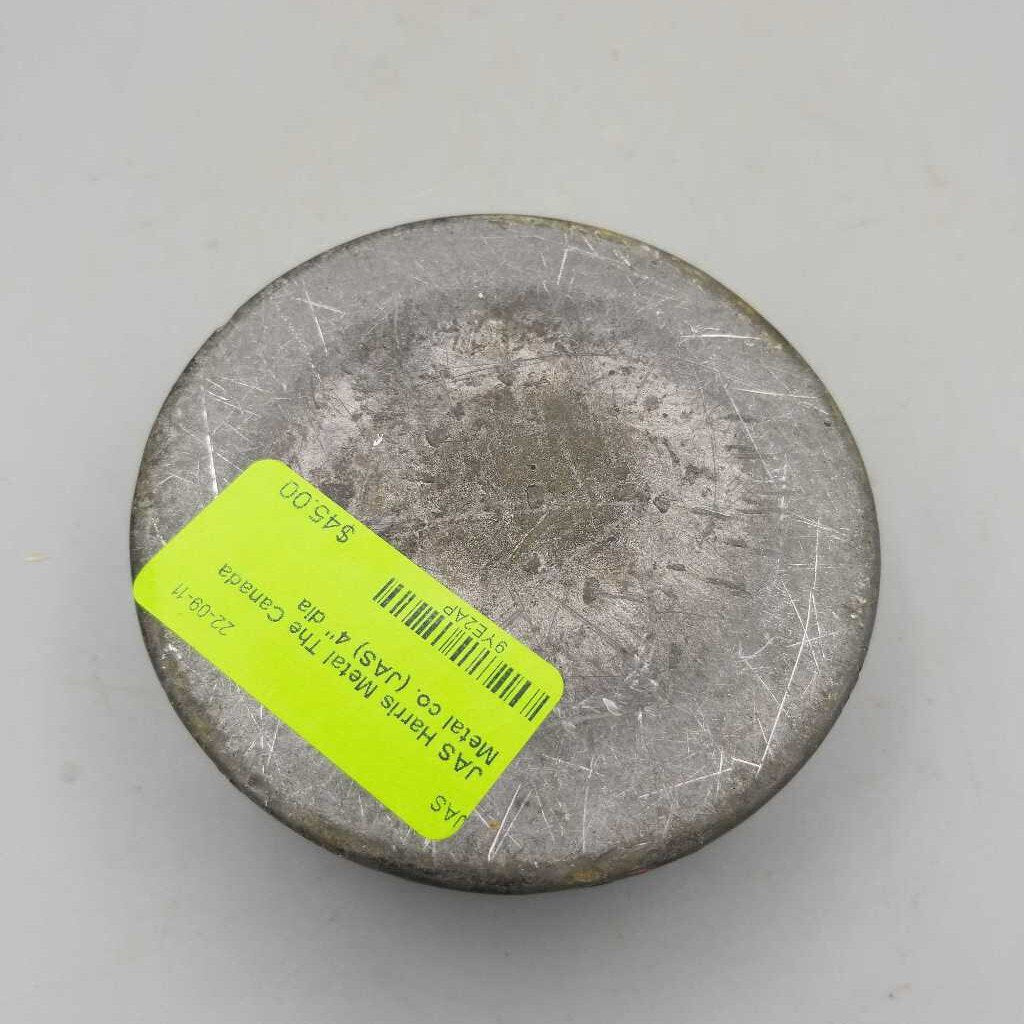 JAS
JAS Harris Metal The Canada
Metal co. (JAS) 4" dia
9YE2AP
22-09-11
$45.00